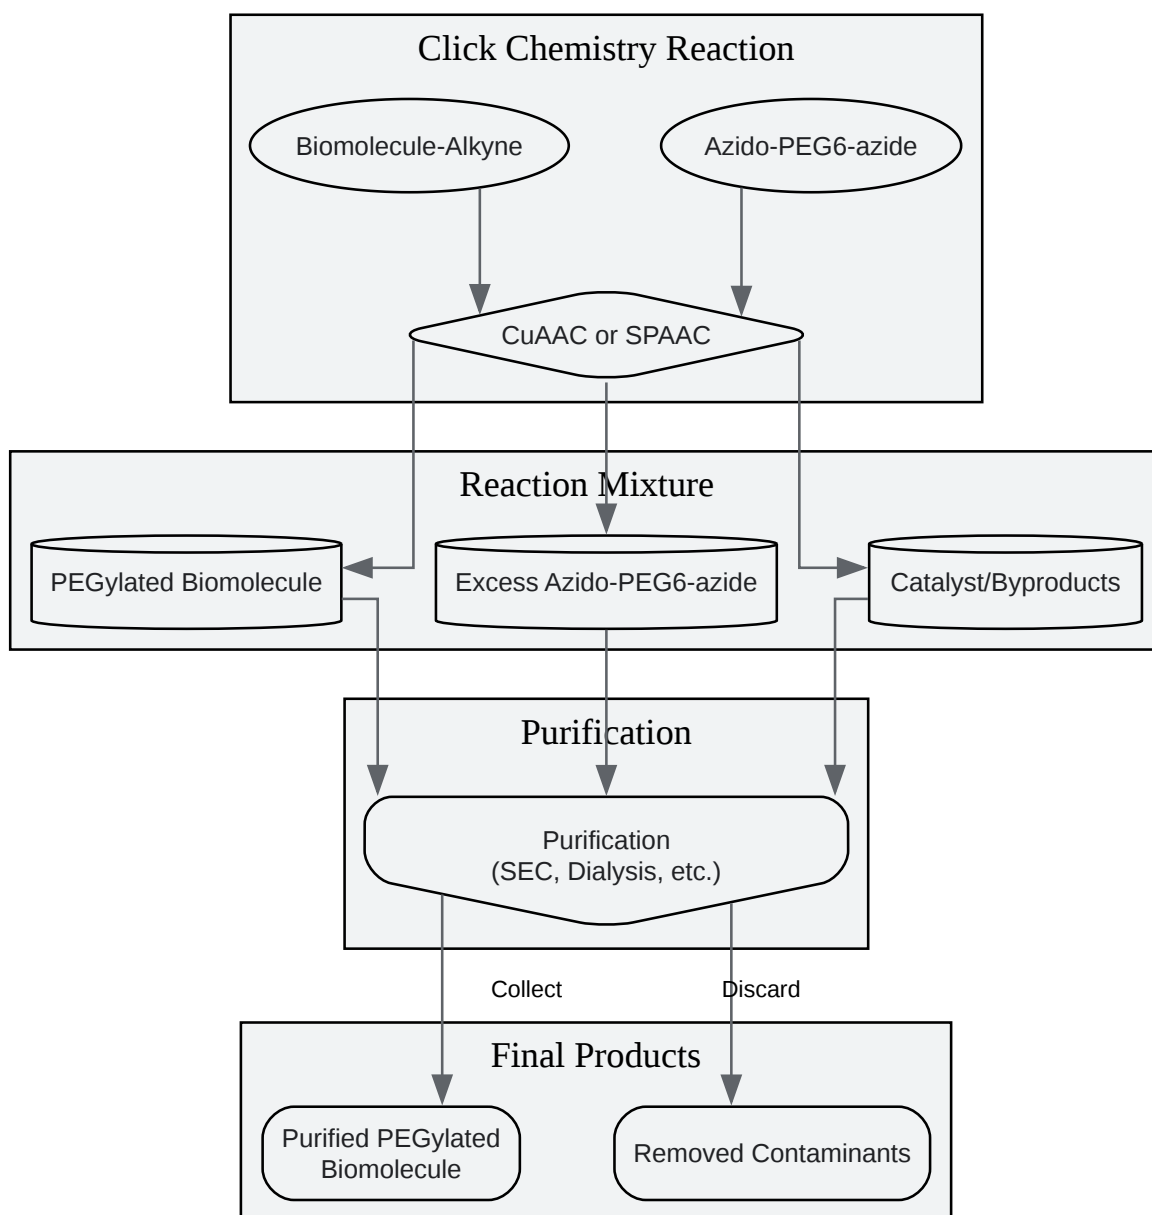 Click Chemistry Reaction
Biomolecule-Alkyne
Azido-PEG6-azide
CuAAC or SPAAC
Reaction Mixture
PEGylated Biomolecule
Excess Azido-PEG6-azide
Catalyst/Byproducts
Purification
Purification
(SEC, Dialysis, etc.)
Collect
Discard
Final Products
Purified PEGylated
Biomolecule
Removed Contaminants